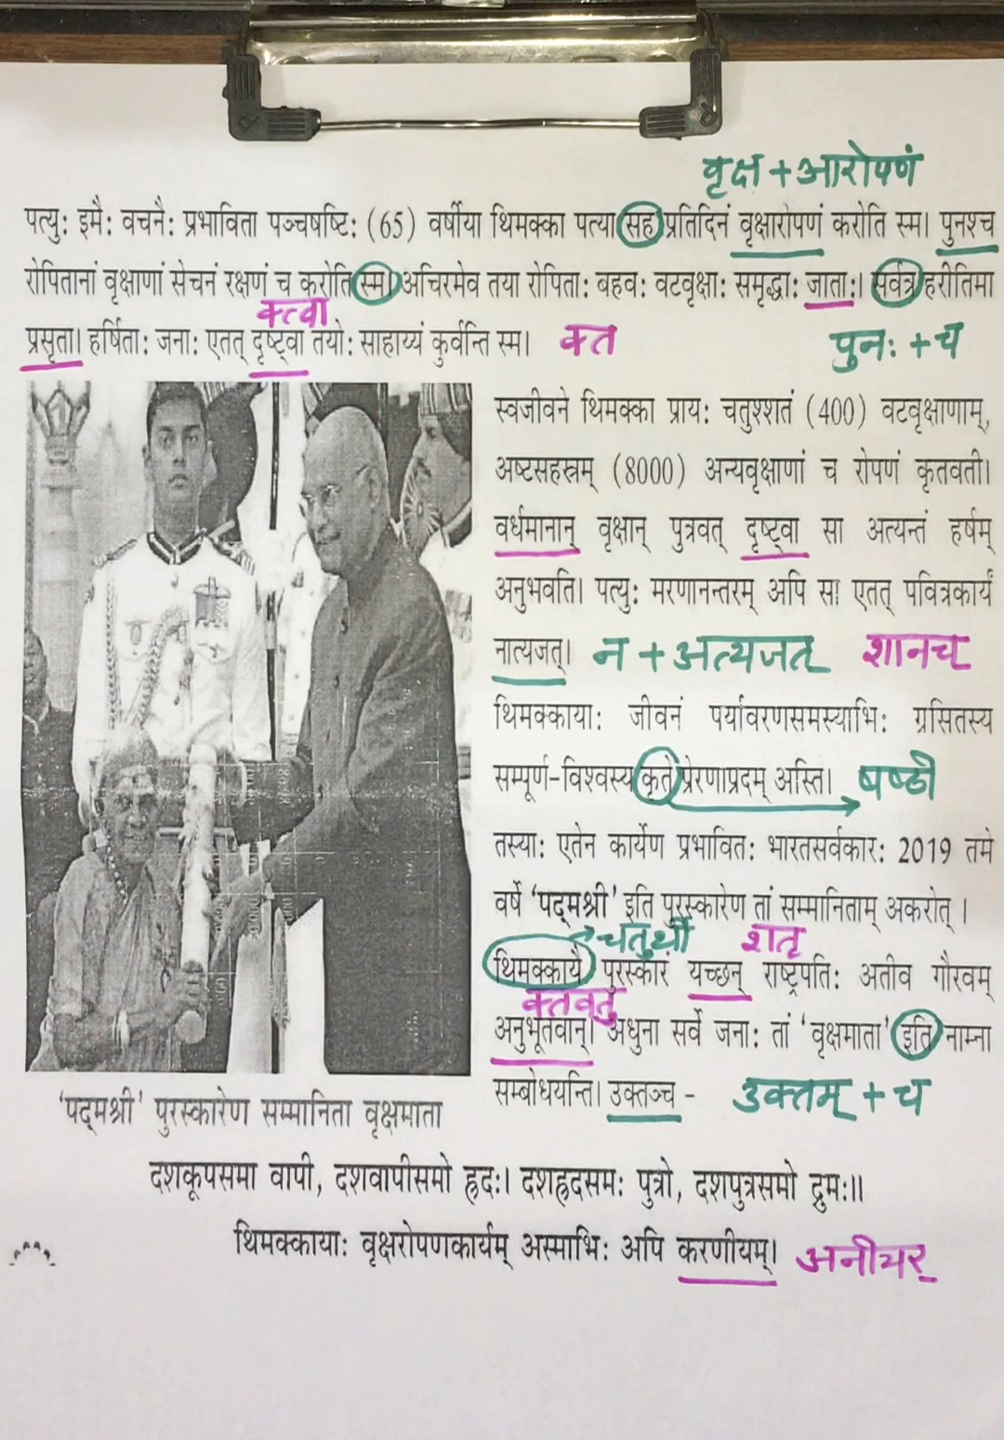 वृक्ष + आरोपणं
पत्यु: इमै: वचनै: प्रभाविता पञ्चषष्टि: (65) वर्षीया थिमक्का पत्या सह प्रतिदिनं वृक्षारोपणं करोति स्म। पुनश्च
रोपितानां वृक्षाणां सेचनं रक्षणं च करोति स्म। अचिरमेव तया रोपिता: बहव: वटवृक्षा: समृद्धा: जाता:। सर्वत्र हरीतिमा
क्त्वा
प्रसृता। हर्षिता: जना: एतत् दृष्ट्वा तयो: साहाय्यं कुर्वन्ति स्म। क्त पुन: + च
स्वजीवने थिमक्का प्राय: चतुश्शतं (400) वटवृक्षाणाम्,
अष्टसहस्रम् (8000) अन्यवृक्षाणां च रोपणं कृतवती।
वर्धमानान् वृक्षान् पुत्रवत् दृष्ट्वा सा अत्यन्तं हर्षम्
अनुभवति। पत्यु: मरणानन्तरम् अपि सा एतत् पवित्रकार्यं
नात्यजत्। न + अत्यजत् शानच्
थिमक्काया: जीवनं पर्यावरणसमस्याभि: ग्रसितस्य
सम्पूर्ण-विश्वस्य कृते प्रेरणाप्रदम् अस्ति। षष्ठी
तस्या: एतेन कार्येण प्रभावित: भारतसर्वकार: 2019 तमे
वर्षे ‘पद्मश्री’ इति पुरस्कारेण तां सम्मानिताम् अकरोत् ।
चतुर्थी शतृ
थिमक्कायै पुरस्कारं यच्छन् राष्ट्रपति: अतीव गौरवम्
क्तवतु
अनुभूतवान्। अधुना सर्वे जना: तां ‘वृक्षमाता’ इति नाम्ना
सम्बोधयन्ति। उक्तञ्च - उक्तम् + च
‘पद्मश्री’ पुरस्कारेण सम्मानिता वृक्षमाता
दशकूपसमा वापी, दशवापीसमो ह्रद:। दशह्रदसम: पुत्रो, दशपुत्रसमो द्रुम:॥
थिमक्काया: वृक्षरोपणकार्यम् अस्माभि: अपि करणीयम्। अनीयर्